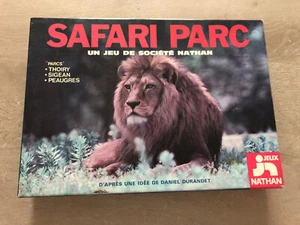 SAFARI PARC
UN JEU DE SOCIÉTÉ NATHAN
"PARCS"
• THOIRY
• SIGEAN
• PEAUGRES
D'APRÈS UNE IDÉE DE DANIEL DURANDET
JEUX
NATHAN